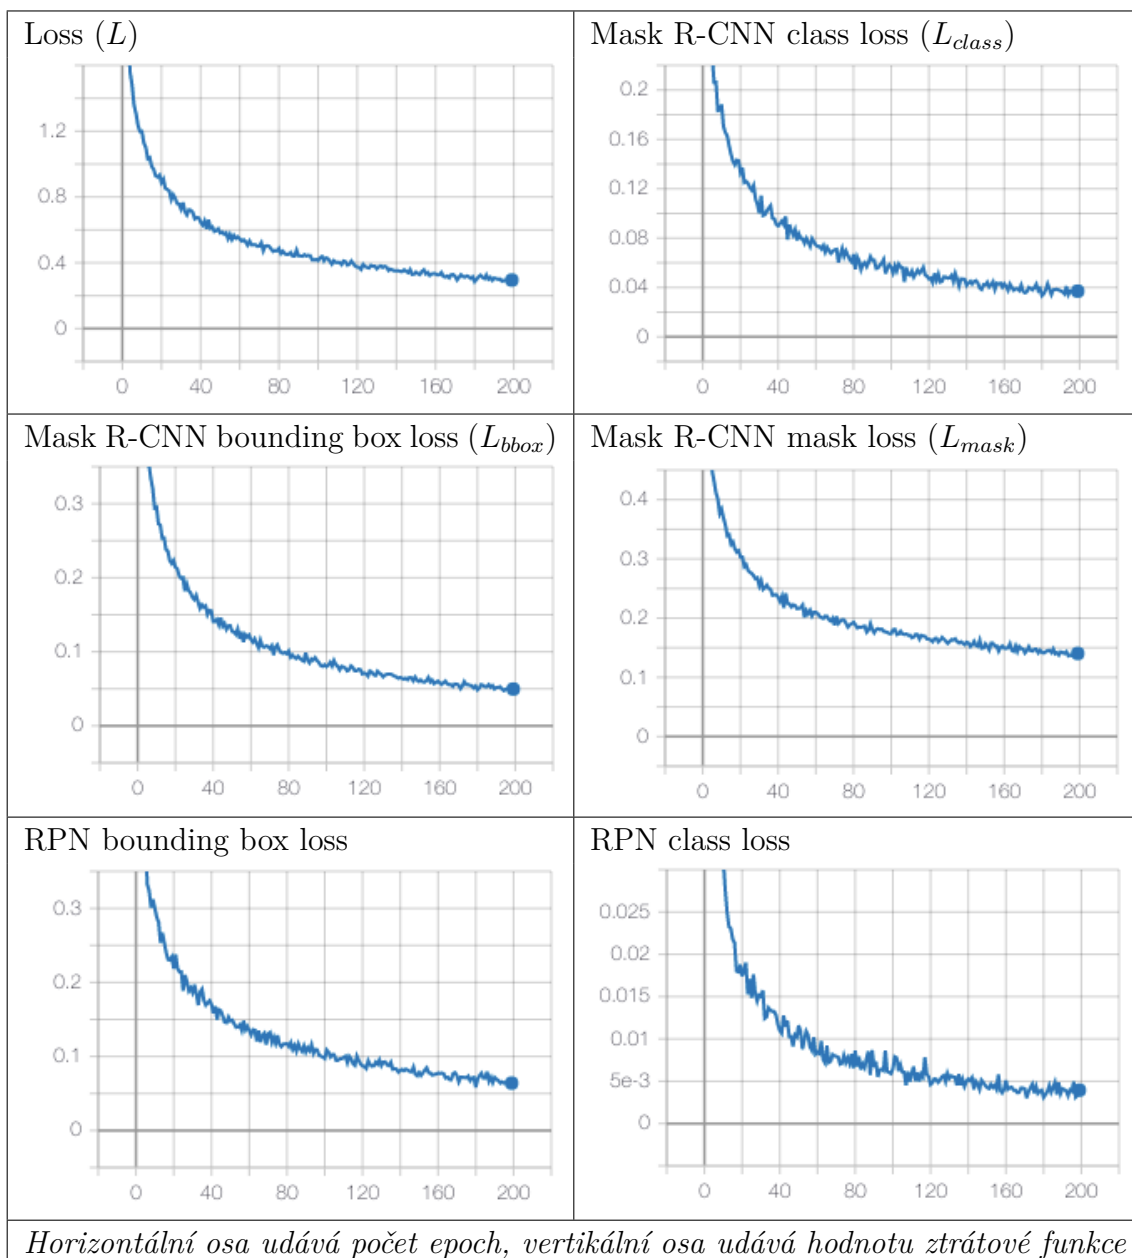 Loss (L)
1.2
0.8
0.4
0
0 40 80 120 160 200
Mask R-CNN class loss (L_class)
0.2
0.16
0.12
0.08
0.04
0
0 40 80 120 160 200
Mask R-CNN bounding box loss (L_bbox)
0.3
0.2
0.1
0
0 40 80 120 160 200
Mask R-CNN mask loss (L_mask)
0.4
0.3
0.2
0.1
0
0 40 80 120 160 200
RPN bounding box loss
0.3
0.2
0.1
0
0 40 80 120 160 200
RPN class loss
0.025
0.02
0.015
0.01
5e-3
0
0 40 80 120 160 200
Horizontální osa udává počet epoch, vertikální osa udává hodnotu ztrátové funkce